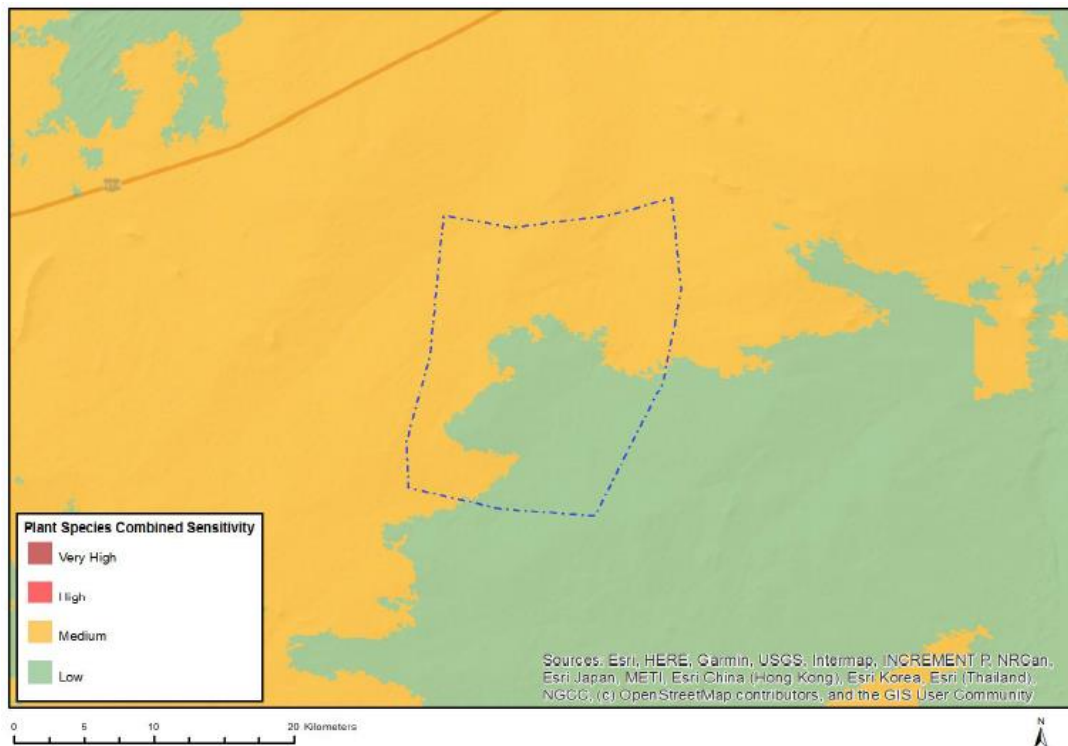 Plant Species Combined Sensitivity
Very High
High
Medium
Low
Sources: Esri, HERE, Garmin, USGS, Intermap, INCREMENT P, NRCan,
Esri Japan, METI, Esri China (Hong Kong), Esri Korea, Esri (Thailand),
NGCC, (c) OpenStreetMap contributors, and the GIS User Community
0 5 10 20 Kilometers
N